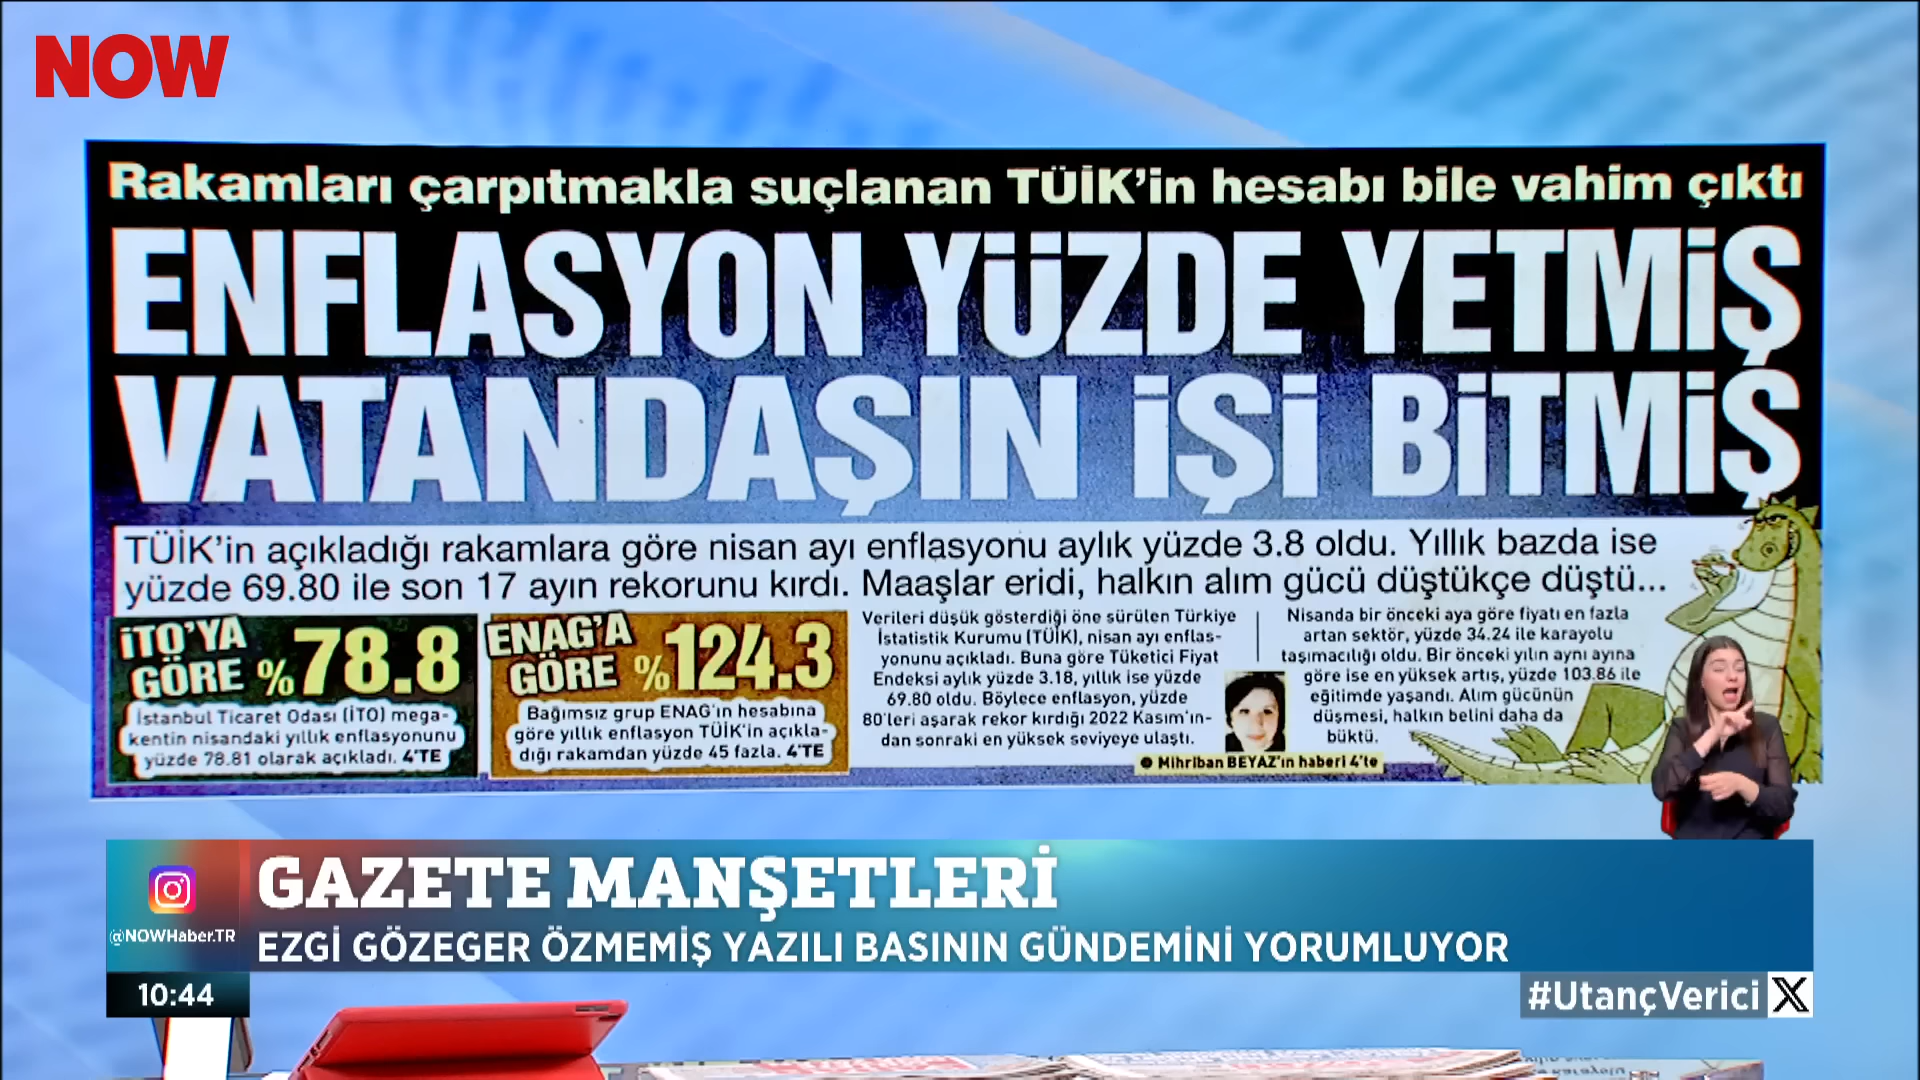 NOW
Rakamları çarpıtmakla suçlanan TÜİK'in hesabı bile vahim çıktı
ENFLASYON YÜZDE YETMİŞ
VATANDAŞIN İŞİ BİTMİŞ
TÜİK'in açıkladığı rakamlara göre nisan ayı enflasyonu aylık yüzde 3.8 oldu. Yıllık bazda ise
yüzde 69.80 ile son 17 ayın rekorunu kırdı. Maaşlar eridi, halkın alım gücü düştükçe düştü...
İTO'YA
GÖRE %78.8
İstanbul Ticaret Odası (İTO) mega-
kentin nisandaki yıllık enflasyonunu
yüzde 78.81 olarak açıkladı. 4'TE
ENAG'A
GÖRE %124.3
Bağımsız grup ENAG'ın hesabına
göre yıllık enflasyon TÜİK'in açıkla-
dığı rakamdan yüzde 45 fazla. 4'TE
Verileri düşük gösterdiği öne sürülen Türkiye
İstatistik Kurumu (TÜİK), nisan ayı enflas-
yonunu açıkladı. Buna göre Tüketici Fiyat
Endeksi aylık yüzde 3.18, yıllık ise yüzde
69.80 oldu. Böylece enflasyon, yüzde
80'leri aşarak rekor kırdığı 2022 Kasım'ın-
dan sonraki en yüksek seviyeye ulaştı.
Nisanda bir önceki aya göre fiyatı en fazla
artan sektör, yüzde 34.24 ile karayolu
taşımacılığı oldu. Bir önceki yılın aynı ayına
göre ise en yüksek artış, yüzde 103.86 ile
eğitimde yaşandı. Alım gücünün
düşmesi, halkın belini daha da
büktü.
● Mihriban BEYAZ'ın haberi 4'te
GAZETE MANŞETLERİ
@NOWHaber.TR
EZGİ GÖZEGER ÖZMEMİŞ YAZILI BASININ GÜNDEMİNİ YORUMLUYOR
10:44
#UtançVerici X